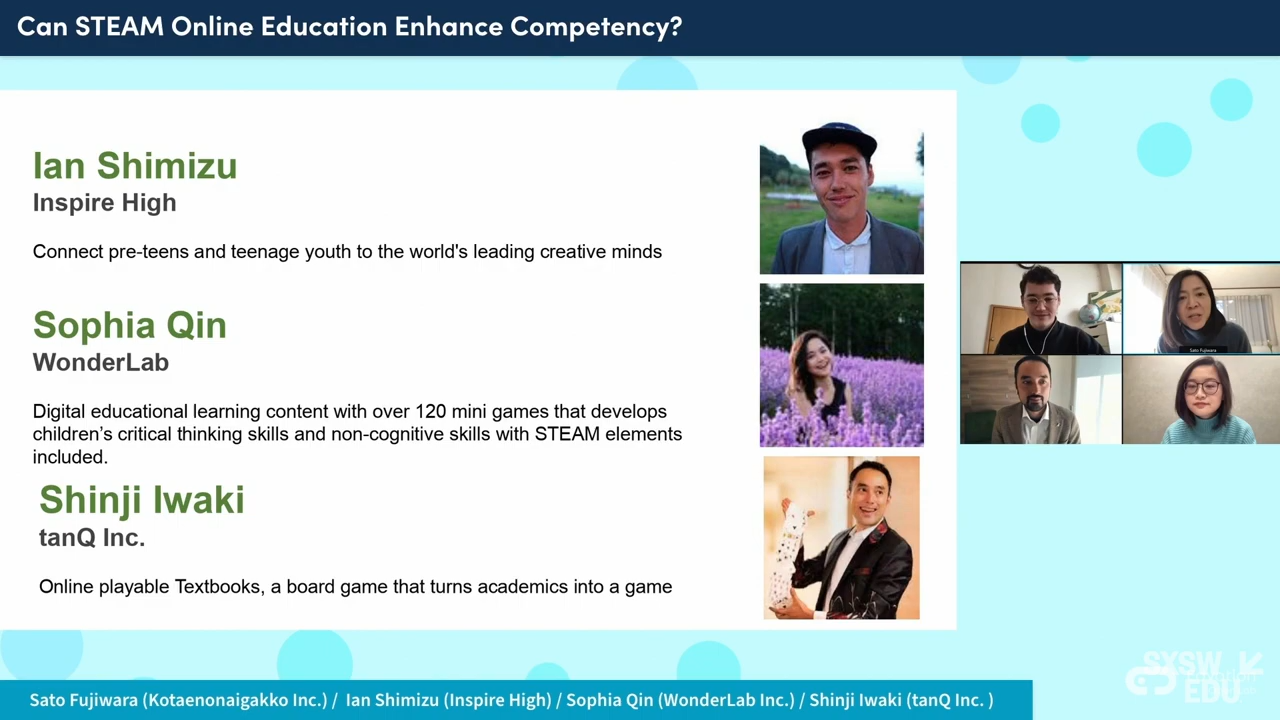 Can STEAM Online Education Enhance Competency?
Ian Shimizu
Inspire High
Connect pre-teens and teenage youth to the world's leading creative minds
Sophia Qin
WonderLab
Digital educational learning content with over 120 mini games that develops
children’s critical thinking skills and non-cognitive skills with STEAM elements
included.
Shinji Iwaki
tanQ Inc.
Online playable Textbooks, a board game that turns academics into a game
Sato Fujiwara
Sato Fujiwara (Kotaenonaigakko Inc.) / Ian Shimizu (Inspire High) / Sophia Qin (WonderLab Inc.) / Shinji Iwaki (tanQ Inc. )
SXSW
EDU